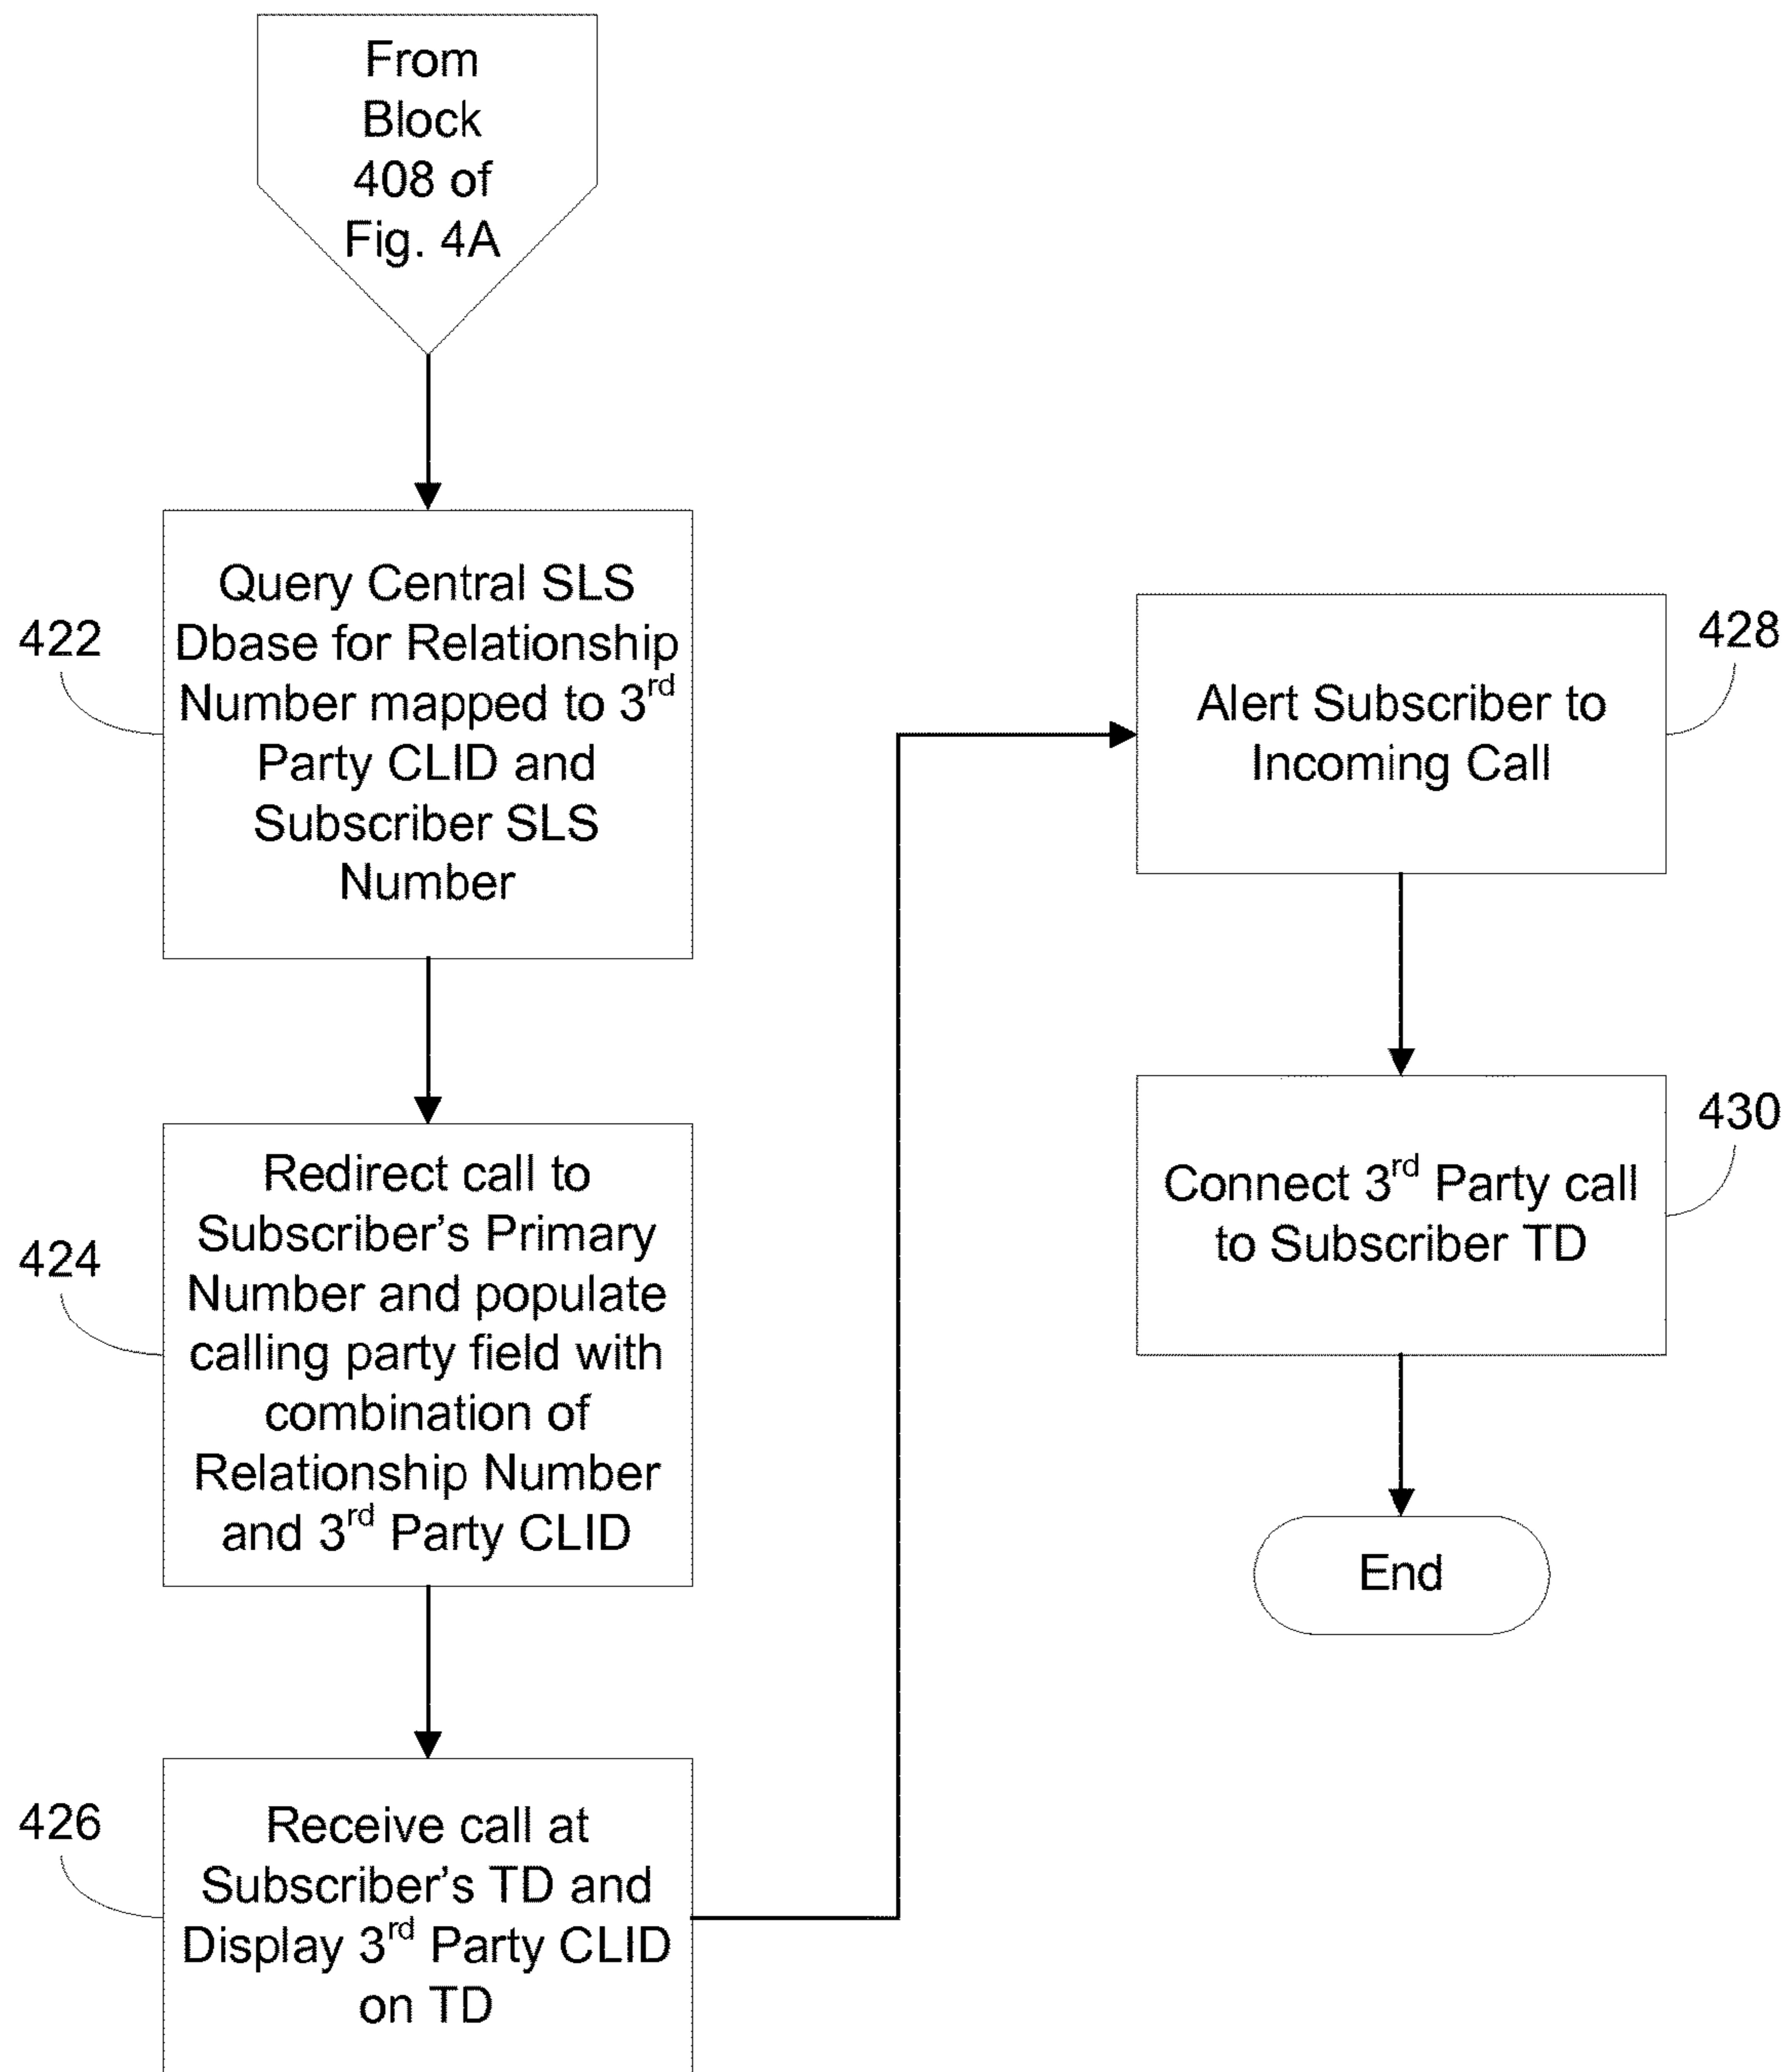 From
Block
408 of
Fig. 4A
422
Query Central SLS
Dbase for Relationship
Number mapped to 3rd
Party CLID and
Subscriber SLS
Number
424
Redirect call to
Subscriber's Primary
Number and populate
calling party field with
combination of
Relationship Number
and 3rd Party CLID
426
Receive call at
Subscriber's TD and
Display 3rd Party CLID
on TD
428
Alert Subscriber to
Incoming Call
430
Connect 3rd Party call
to Subscriber TD
End